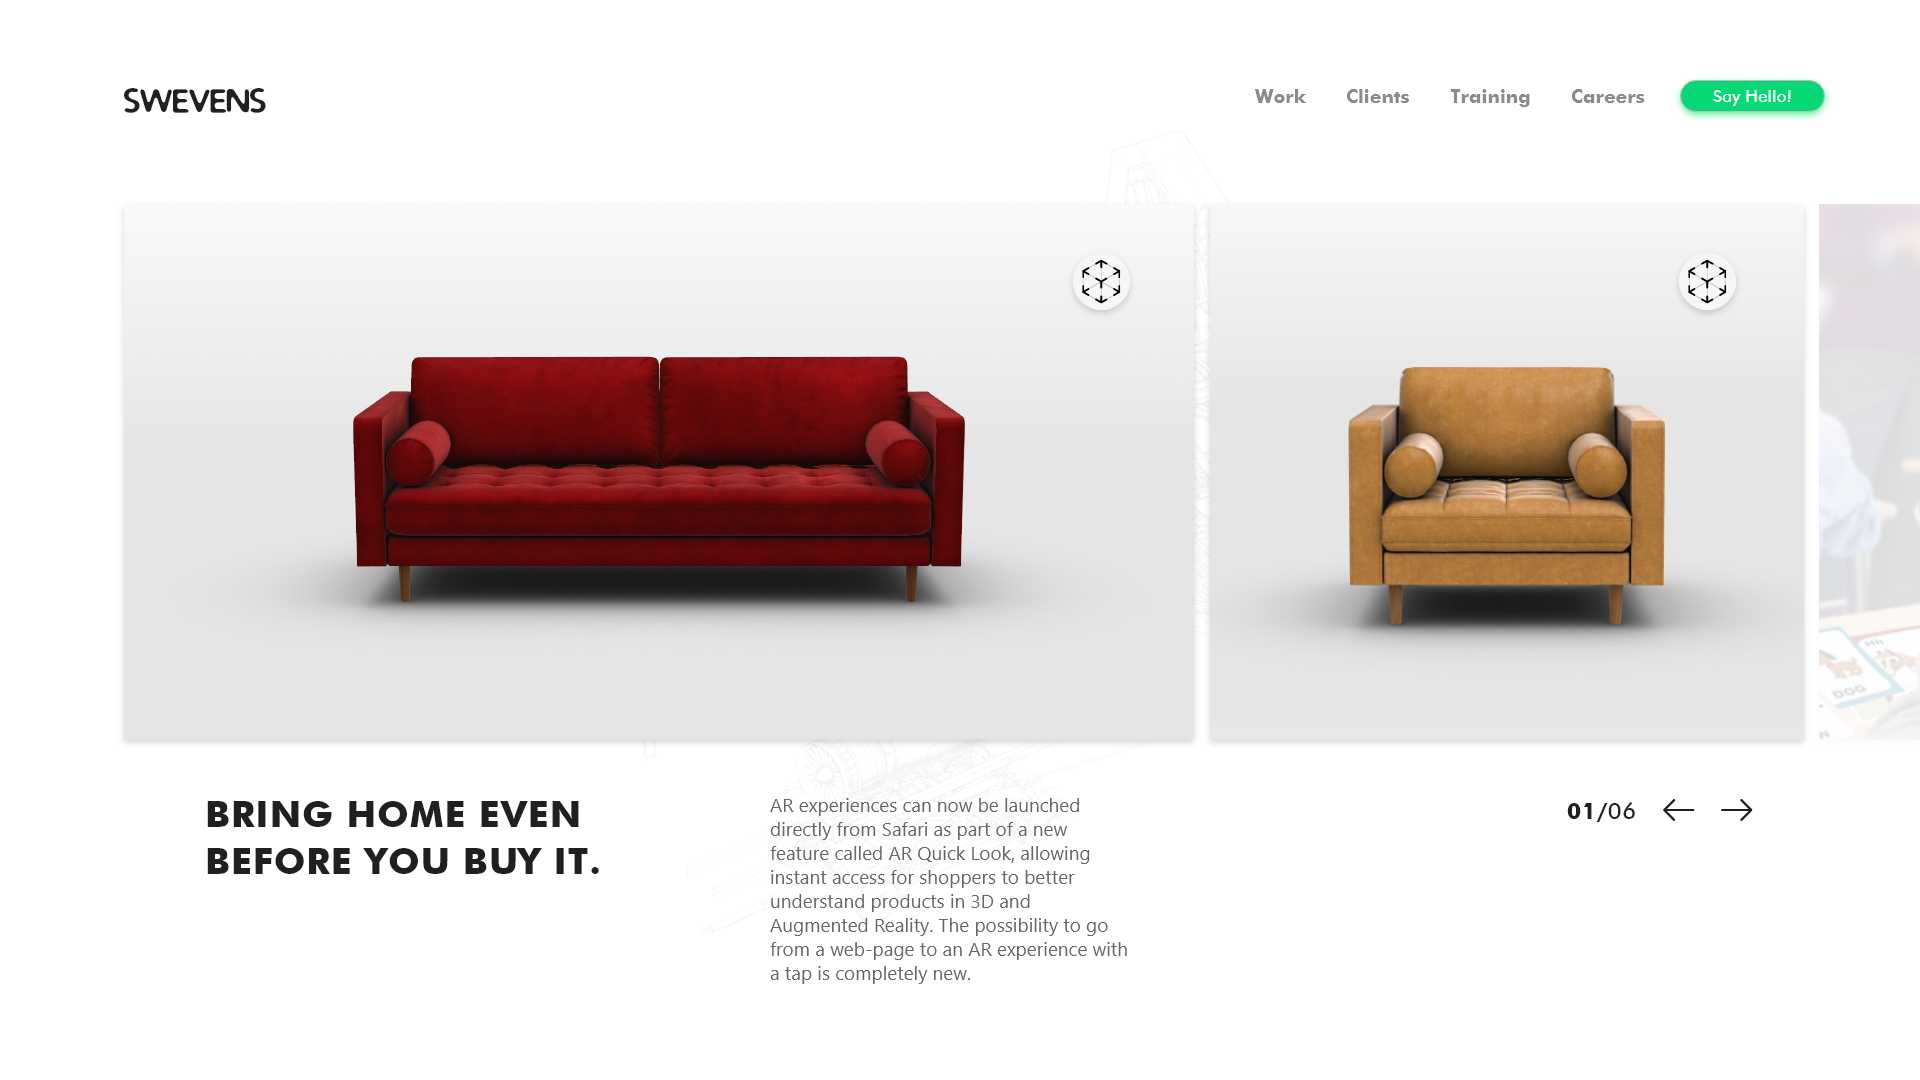 SWEVENS
Work
Clients
Training
Careers
Say Hello!
DOG
BRING HOME EVEN
BEFORE YOU BUY IT.
AR experiences can now be launched
directly from Safari as part of a new
feature called AR Quick Look, allowing
instant access for shoppers to better
understand products in 3D and
Augmented Reality. The possibility to go
from a web-page to an AR experience with
a tap is completely new.
01/06